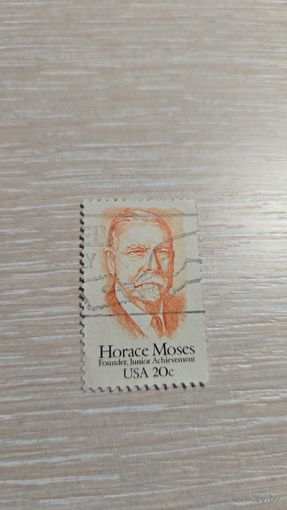 Horace Moses
Founder, Junior Achievement
USA 20c